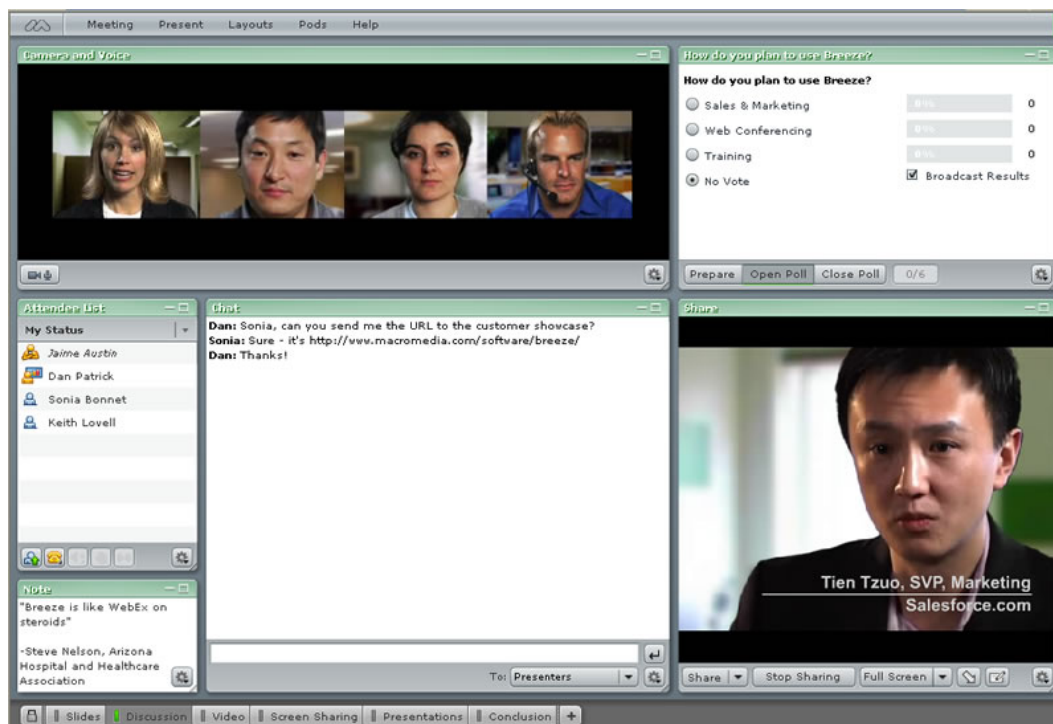 Meeting Present Layouts Pods Help
Camera and Voice
How do you plan to use Breeze?
How do you plan to use Breeze?
Sales & Marketing 0% 0
Web Conferencing 0% 0
Training 0% 0
No Vote Broadcast Results
Prepare Open Poll Close Poll 0/6
Attendee List
My Status
Jaime Austin
Dan Patrick
Sonia Bonnet
Keith Lovell
Chat
Dan: Sonia, can you send me the URL to the customer showcase?
Sonia: Sure - it's http://www.macromedia.com/software/breeze/
Dan: Thanks!
To: Presenters
Note
"Breeze is like WebEx on
steroids"
-Steve Nelson, Arizona
Hospital and Healthcare
Association
Share
Tien Tzuo, SVP, Marketing
Salesforce.com
Share Stop Sharing Full Screen
Slides Discussion Video Screen Sharing Presentations Conclusion +